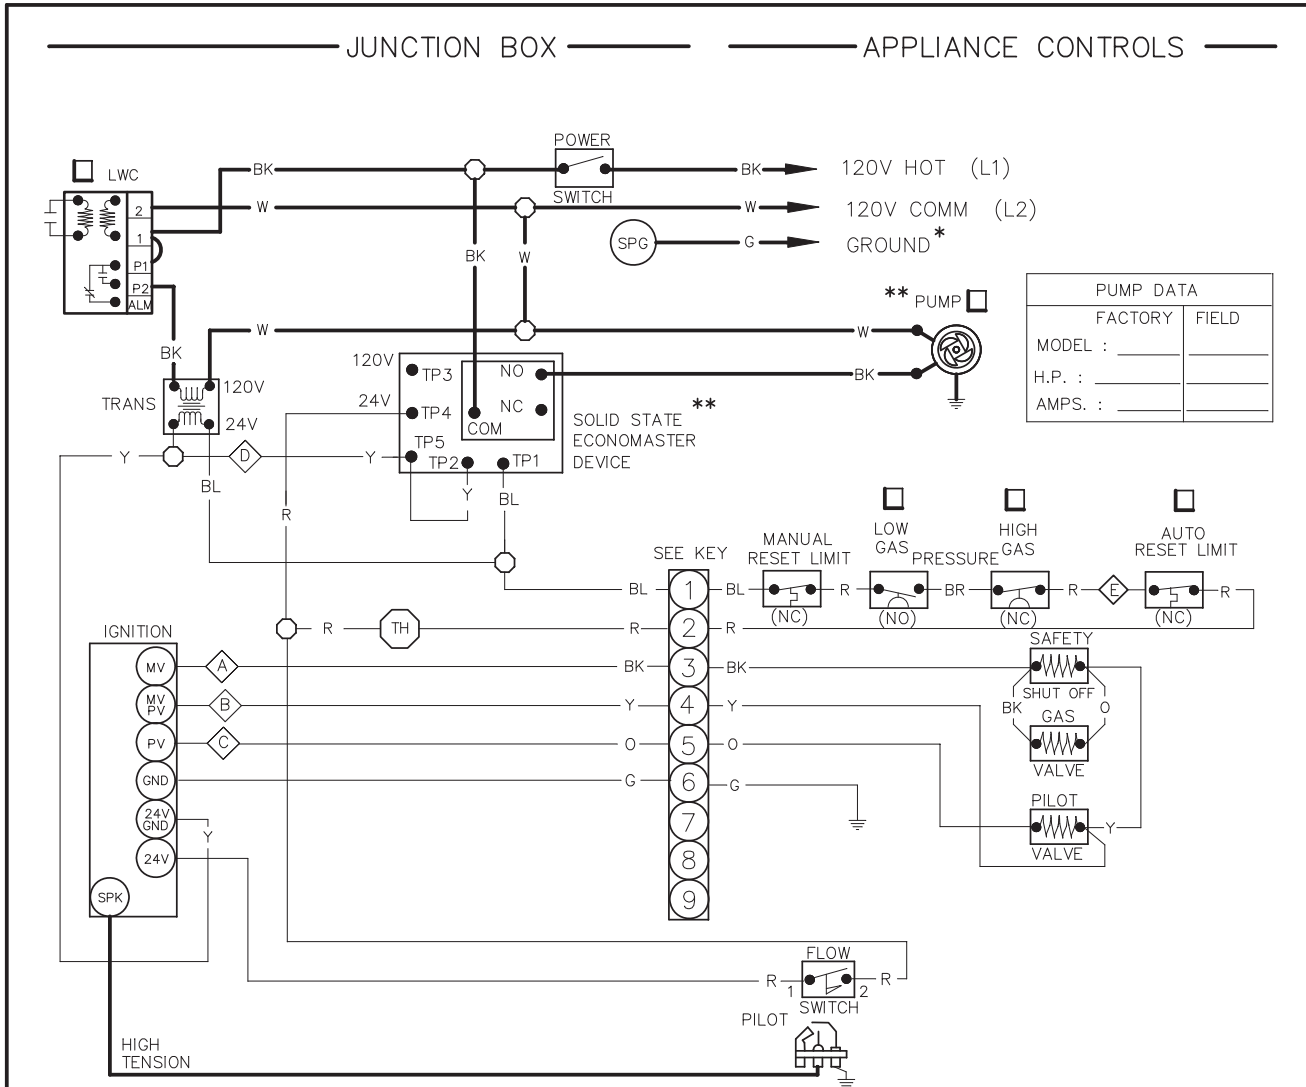 JUNCTION BOX
APPLIANCE CONTROLS
POWER
SWITCH
BK
BK
120V HOT (L1)
LWC
2
1
P1
P2
ALM
W
W
120V COMM (L2)
SPG
G
GROUND*
BK
W
** PUMP
PUMP DATA
FACTORY
FIELD
MODEL :
H.P. :
AMPS. :
W
W
BK
BK
TRANS
120V
24V
120V
TP3
24V
TP4
TP5
TP2
TP1
NO
NC
COM
SOLID STATE **
ECONOMASTER
DEVICE
Y
D
Y
Y
BL
BL
R
SEE KEY
MANUAL
RESET LIMIT
LOW
GAS
PRESSURE
HIGH
GAS
AUTO
RESET LIMIT
BL
1
BL
R
BR
R
E
R
(NC)
(NO)
(NC)
(NC)
R
TH
R
2
R
IGNITION
MV
A
BK
3
BK
SAFETY
SHUT OFF
MV
PV
B
Y
4
Y
BK
O
GAS
VALVE
PV
C
O
5
O
GND
G
6
G
24V
GND
Y
7
PILOT
VALVE
Y
24V
8
SPK
9
FLOW
SWITCH
R
1
2
R
PILOT
HIGH
TENSION